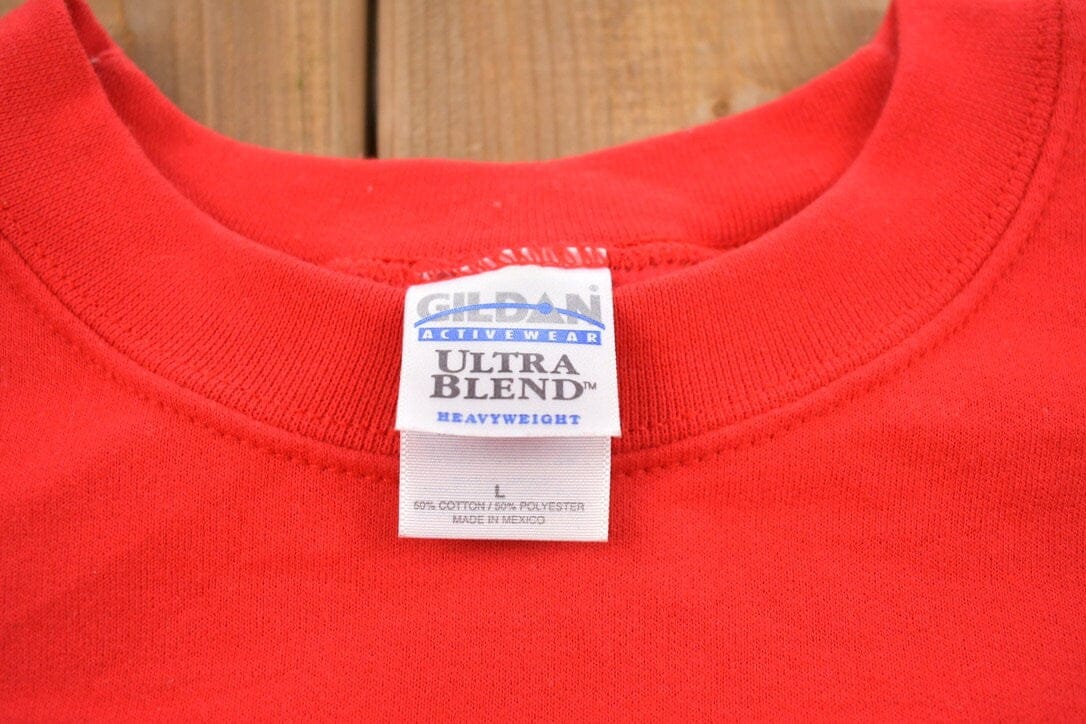 GILDAN®
ACTIVEWEAR
ULTRA
BLEND™
HEAVYWEIGHT
L
50% COTTON / 50% POLYESTER
MADE IN MEXICO